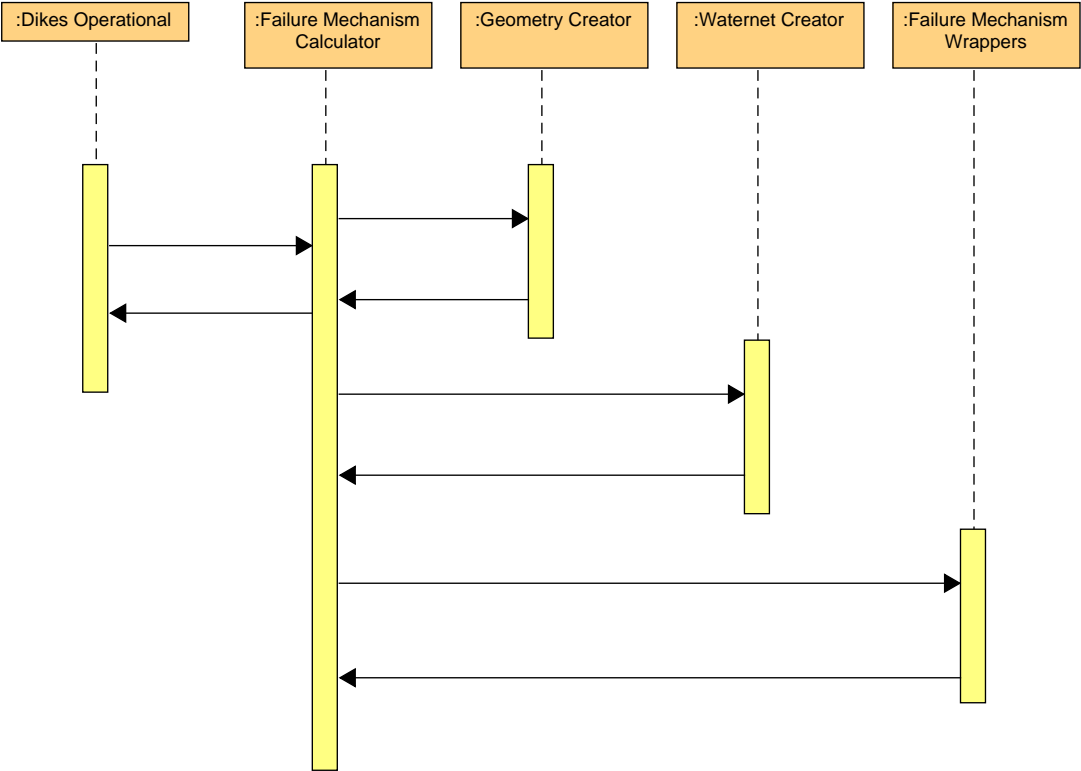 :Dikes Operational
:Failure Mechanism
Calculator
:Geometry Creator
:Waternet Creator
:Failure Mechanism
Wrappers